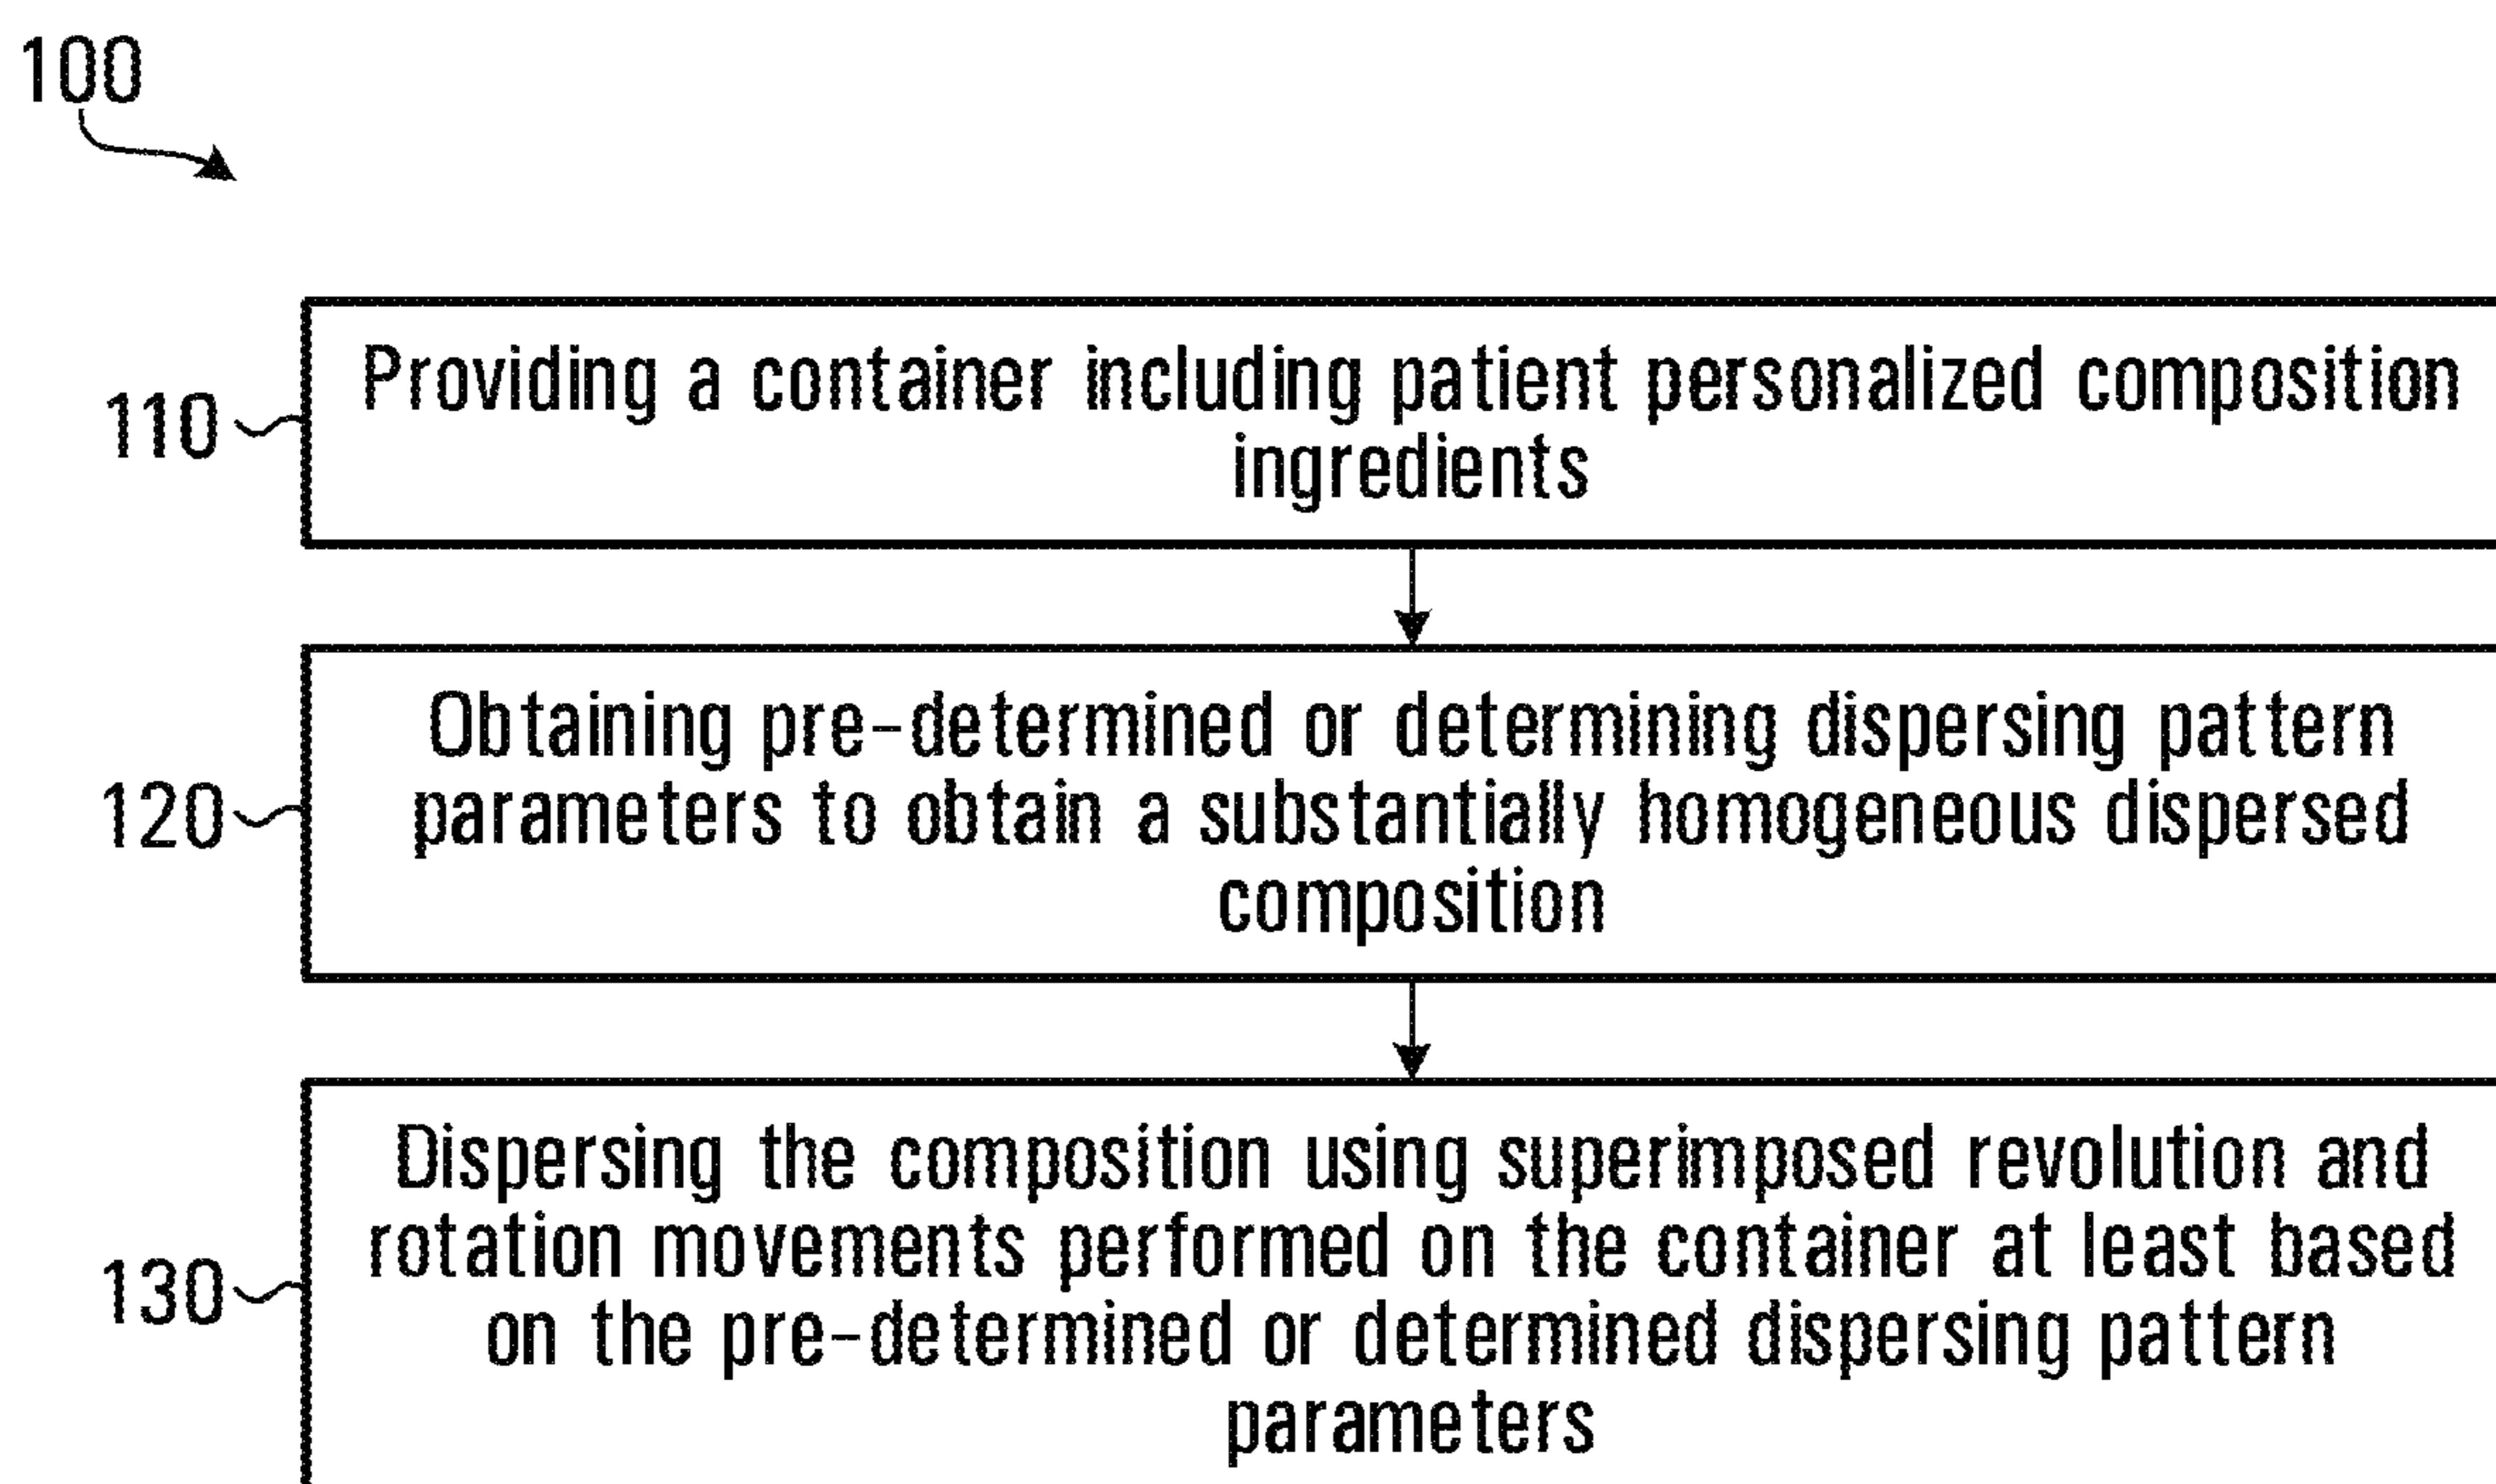 100
110
Providing a container including patient personalized composition
ingredients
120
Obtaining pre-determined or determining dispersing pattern
parameters to obtain a substantially homogeneous dispersed
composition
130
Dispersing the composition using superimposed revolution and
rotation movements performed on the container at least based
on the pre-determined or determined dispersing pattern
parameters